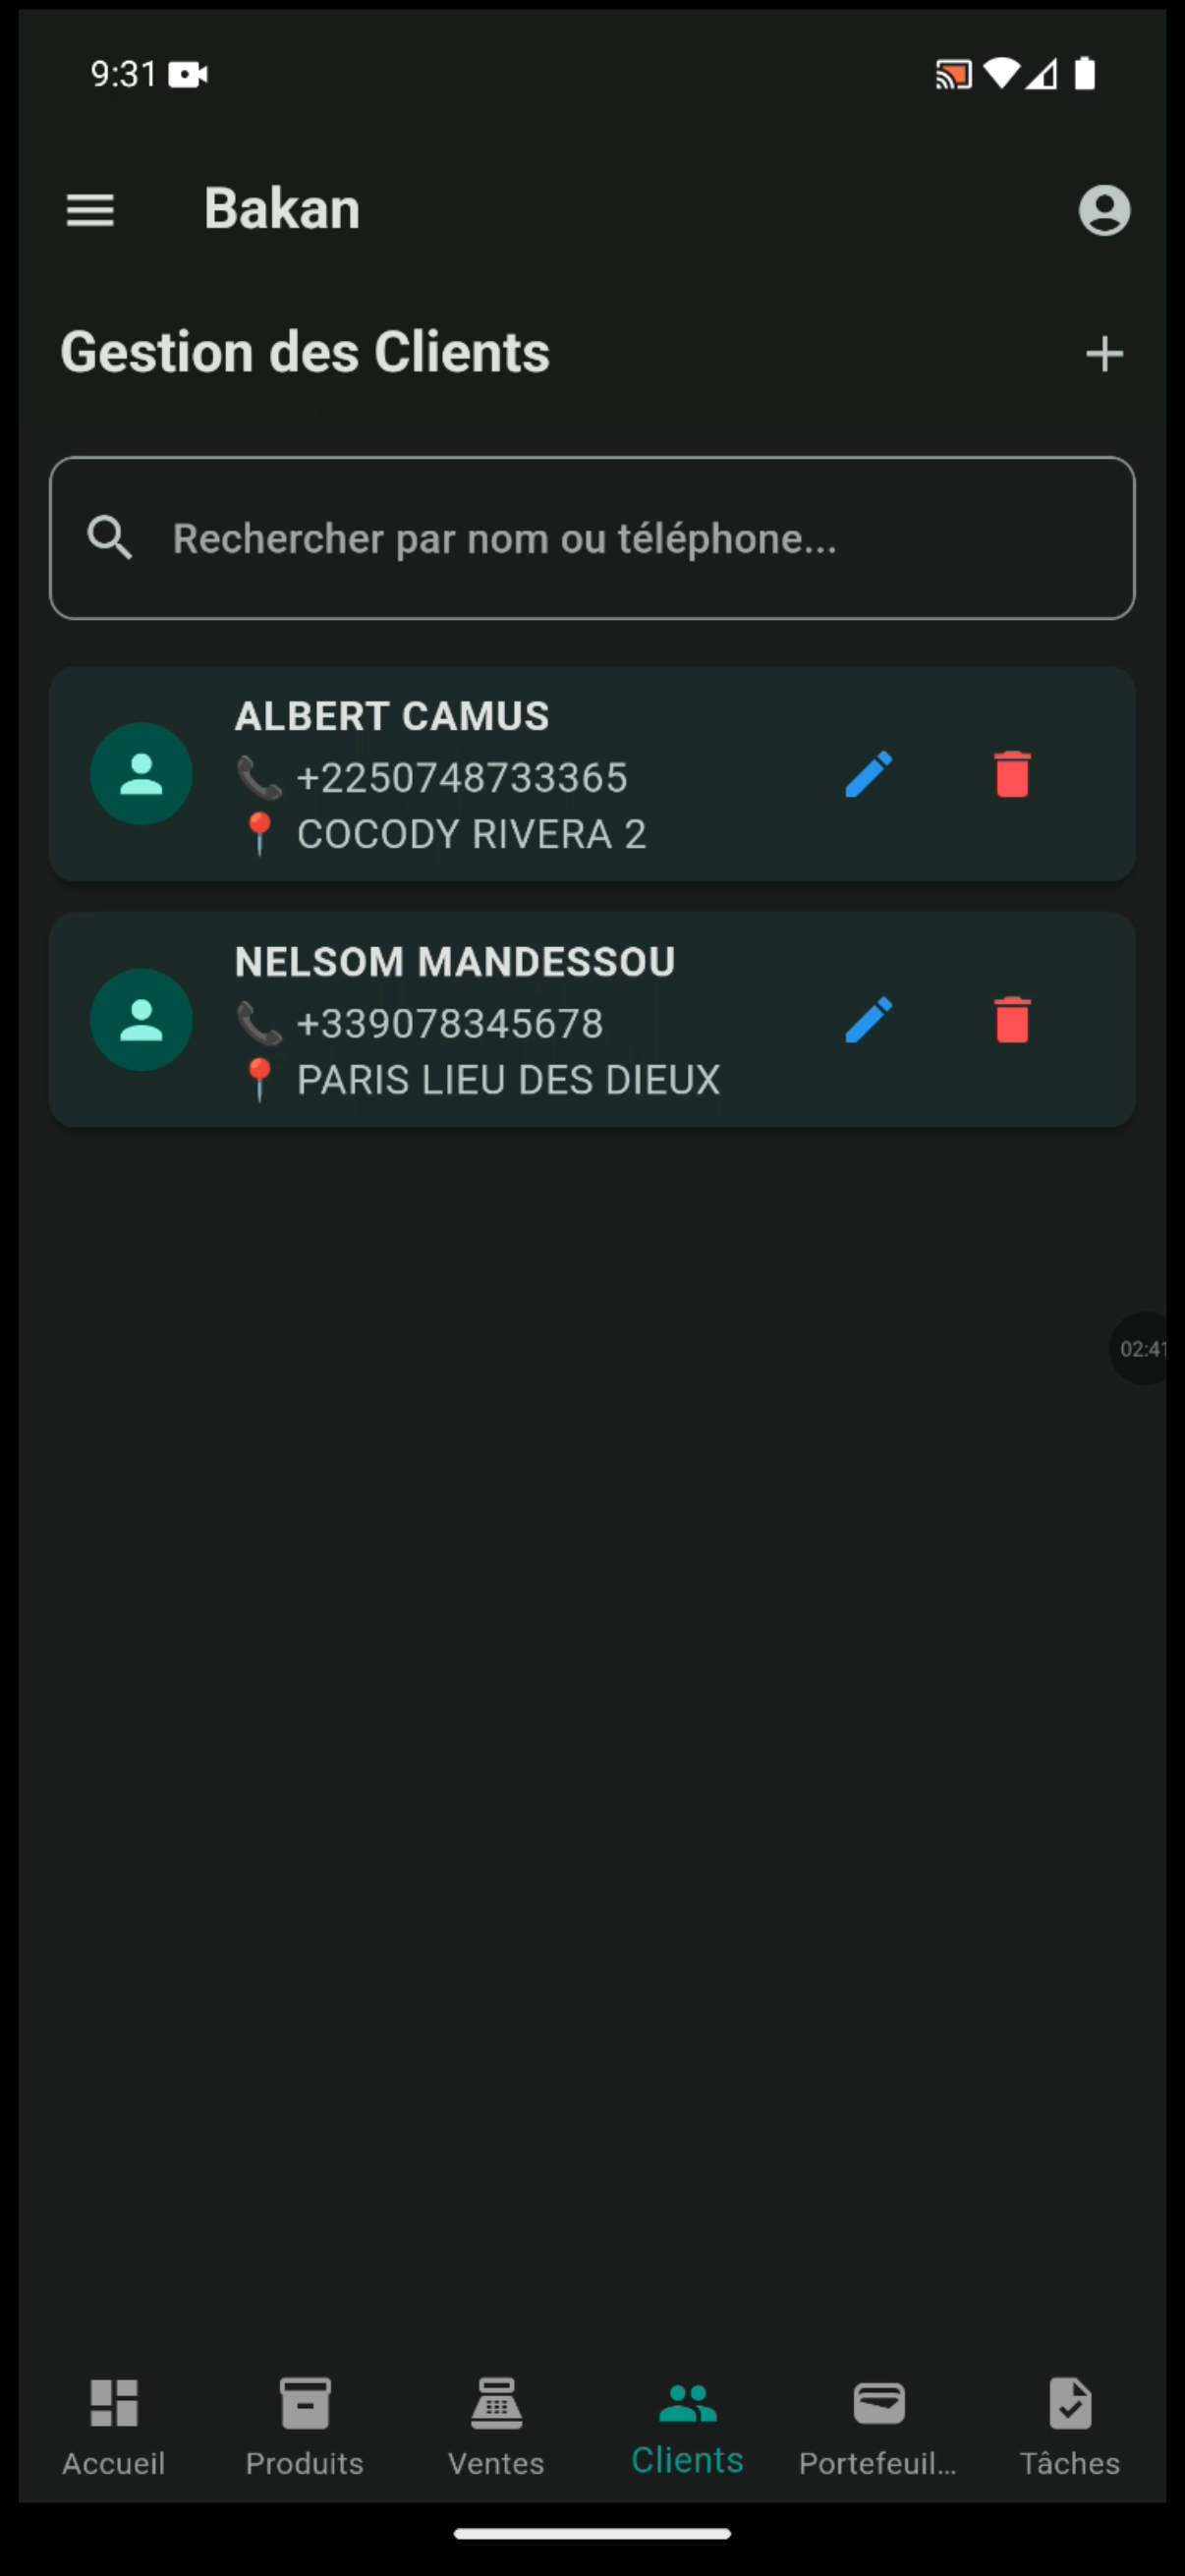 9:31
Bakan
Gestion des Clients
Rechercher par nom ou téléphone...
ALBERT CAMUS
+2250748733365
COCODY RIVERA 2
NELSOM MANDESSOU
+339078345678
PARIS LIEU DES DIEUX
02:41
Accueil
Produits
Ventes
Clients
Portefeuil...
Tâches